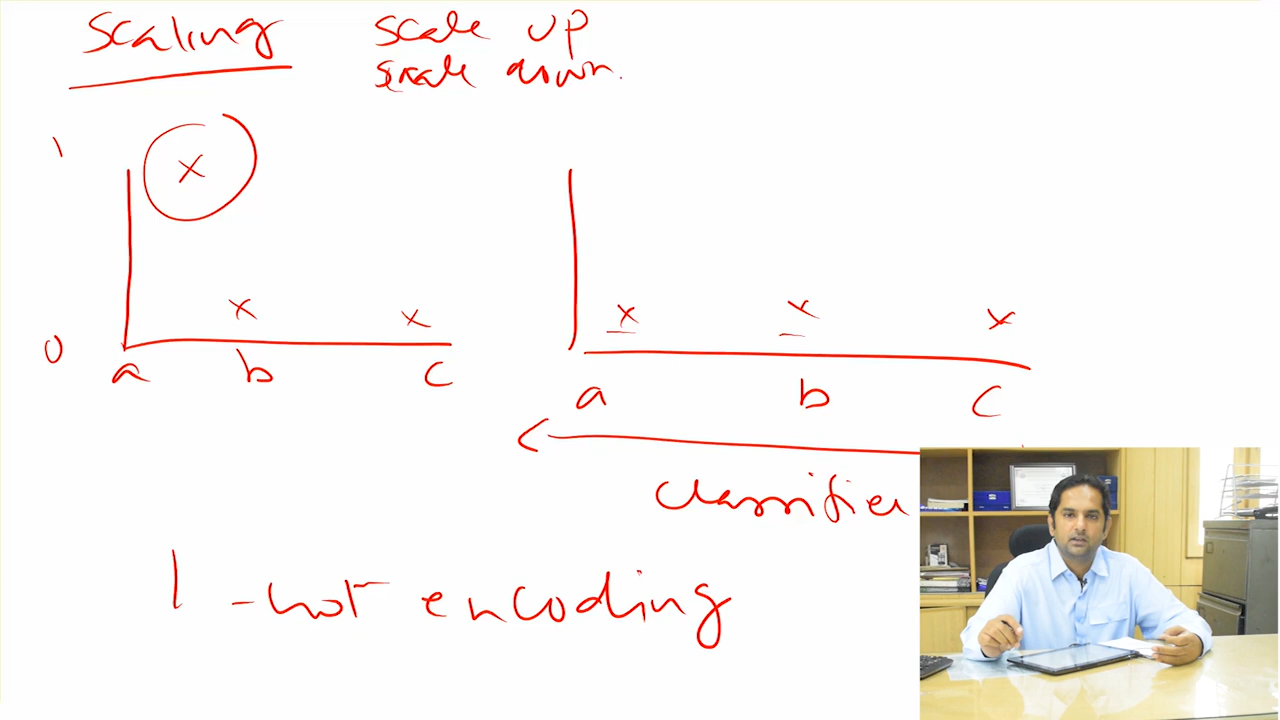 Scaling
scale up
scale down.
1
x
x
x
0
a b c
x x x
a b c
classifier
1-hot encoding